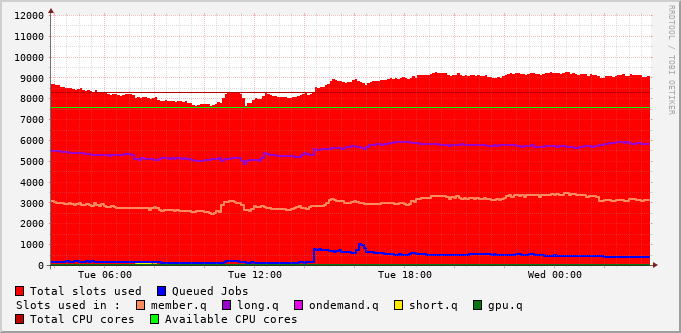 12000
11000
10000
9000
8000
7000
6000
5000
4000
3000
2000
1000
0
Tue 06:00 Tue 12:00 Tue 18:00 Wed 00:00
RRDTOOL / TOBI OETIKER
Total slots used Queued Jobs
Slots used in : member.q long.q ondemand.q short.q gpu.q
Total CPU cores Available CPU cores